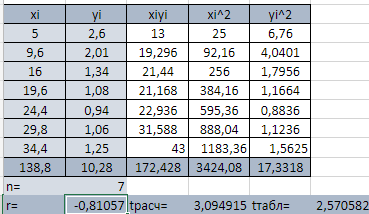 xi yi xiyi xi^2 yi^2
5 2,6 13 25 6,76
9,6 2,01 19,296 92,16 4,0401
16 1,34 21,44 256 1,7956
19,6 1,08 21,168 384,16 1,1664
24,4 0,94 22,936 595,36 0,8836
29,8 1,06 31,588 888,04 1,1236
34,4 1,25 43 1183,36 1,5625
138,8 10,28 172,428 3424,08 17,3318
n= 7
r= -0,81057 tрасч= 3,094915 tтабл= 2,570582